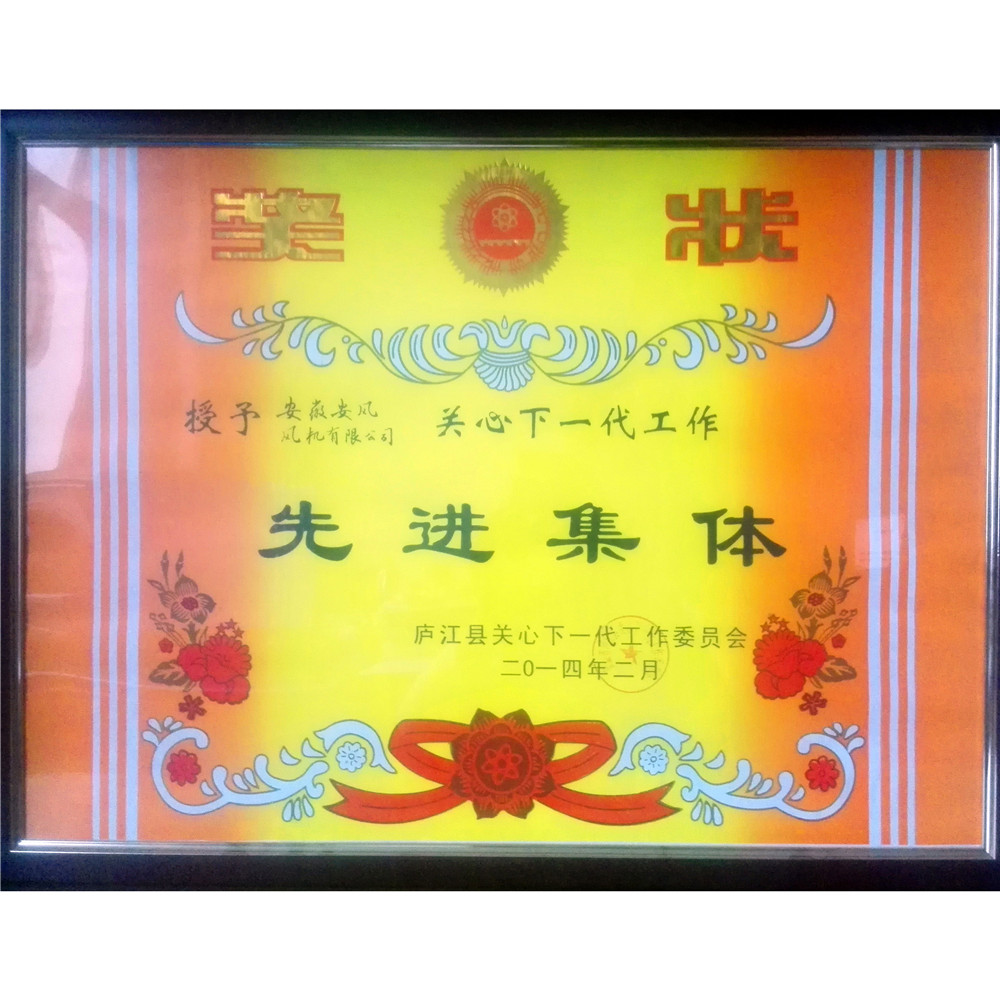 奖状
授予 安徽安风风机有限公司 关心下一代工作
先进集体
庐江县关心下一代工作委员会
二0一四年二月